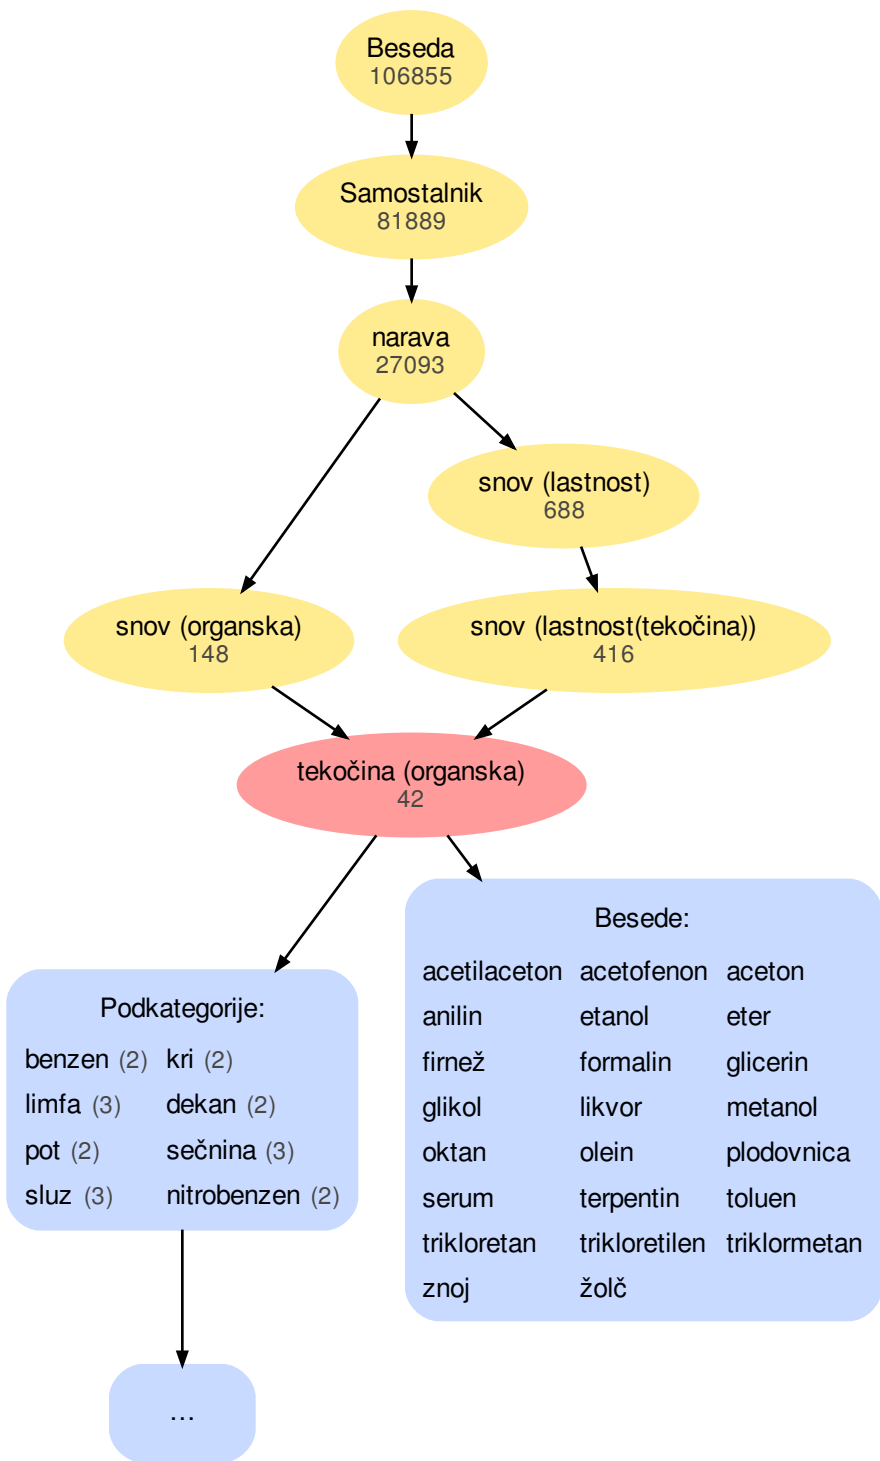 Beseda
106855
Samostalnik
81889
narava
27093
snov (lastnost)
688
snov (organska)
148
snov (lastnost(tekočina))
416
tekočina (organska)
42
Podkategorije:
benzen (2) kri (2)
limfa (3) dekan (2)
pot (2) sečnina (3)
sluz (3) nitrobenzen (2)
...
Besede:
acetilaceton acetofenon aceton
anilin etanol eter
firnež formalin glicerin
glikol likvor metanol
oktan olein plodovnica
serum terpentin toluen
trikloretan trikloretilen triklormetan
znoj žolč